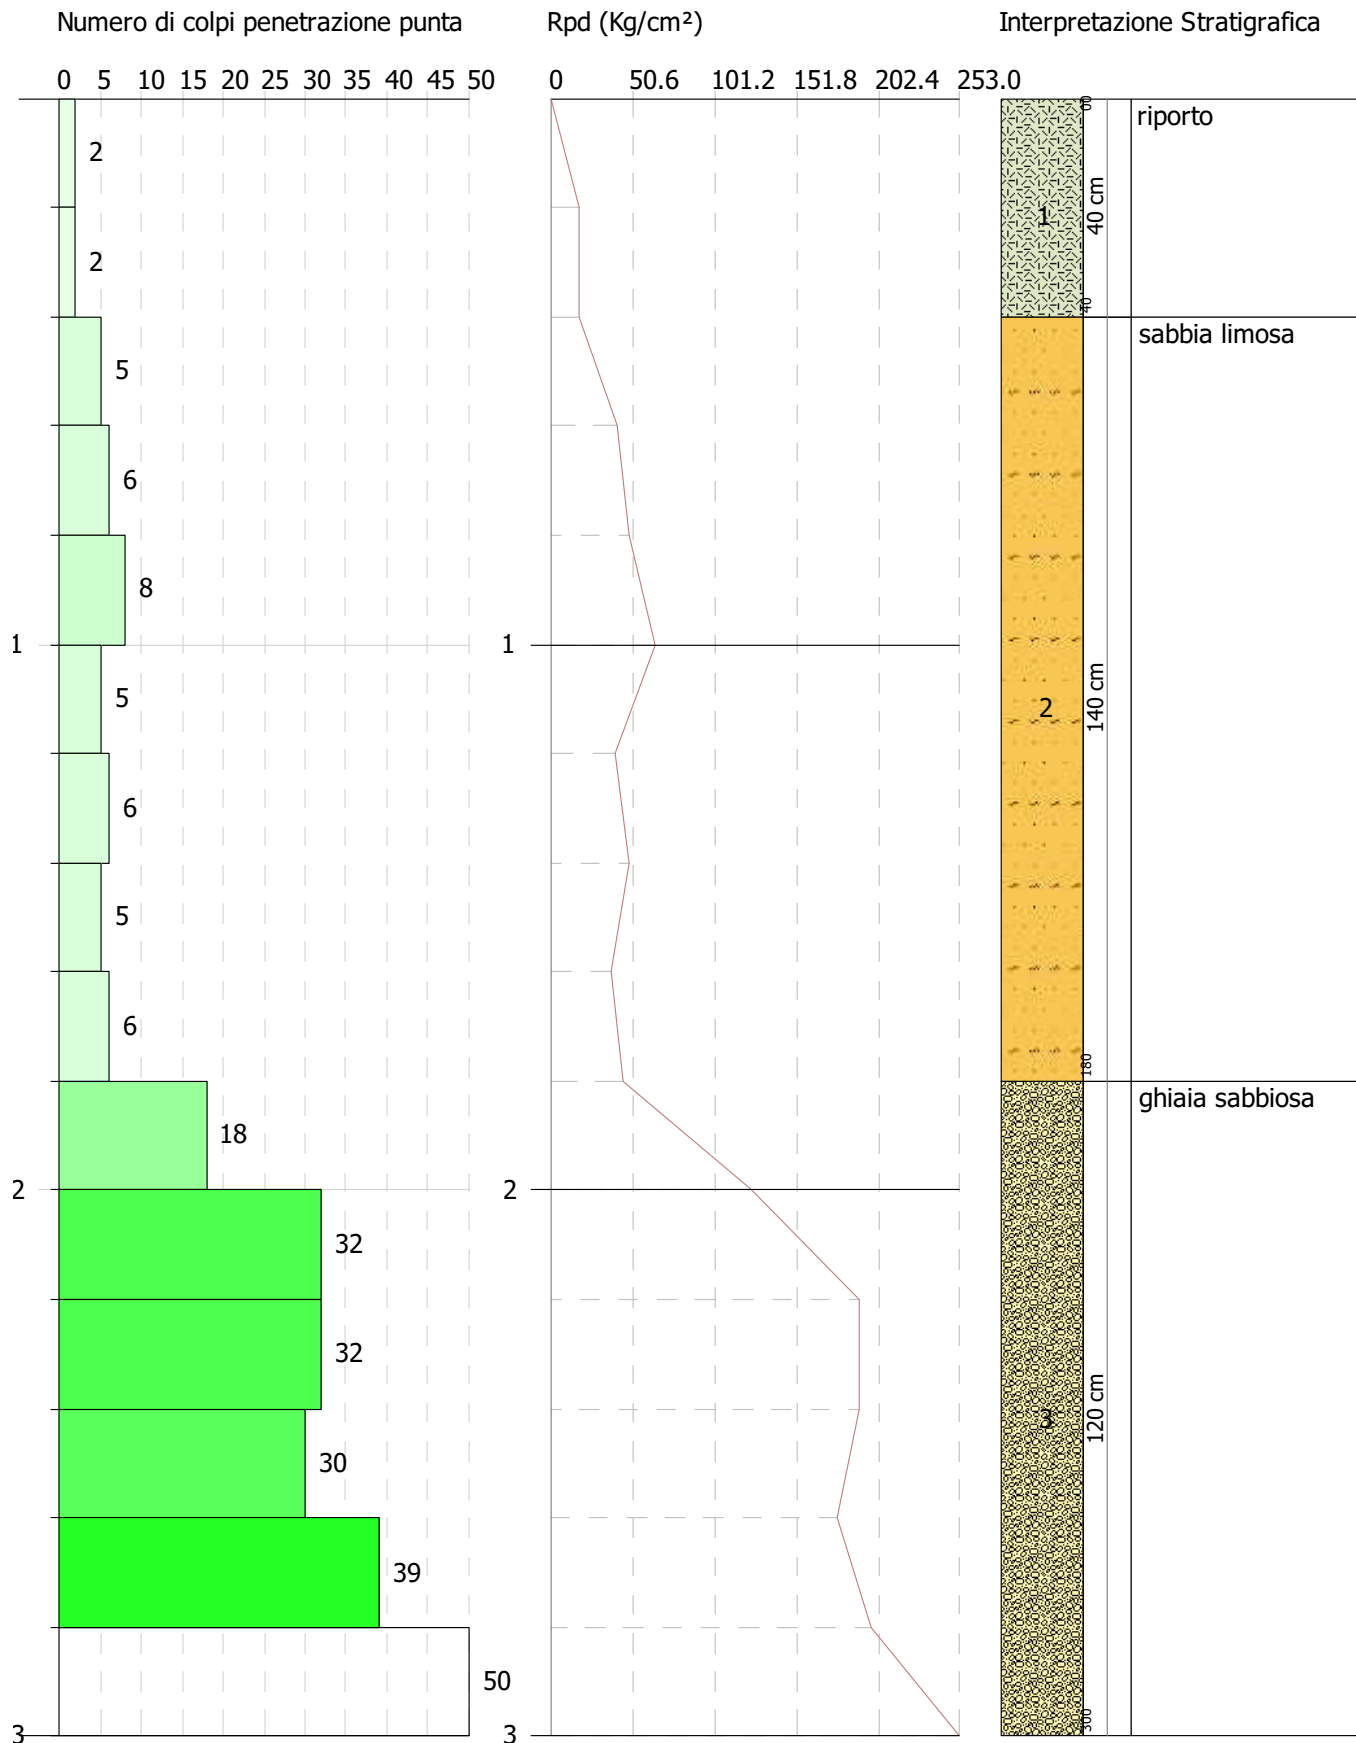 Numero di colpi penetrazione punta
Rpd (Kg/cm²)
Interpretazione Stratigrafica
0 5 10 15 20 25 30 35 40 45 50
0 50.6 101.2 151.8 202.4 253.0
2
2
5
6
8
1
5
6
5
6
18
2
32
32
30
39
50
3
1
2
3
00
riporto
1
40 cm
40
sabbia limosa
2
140 cm
180
ghiaia sabbiosa
3
120 cm
300